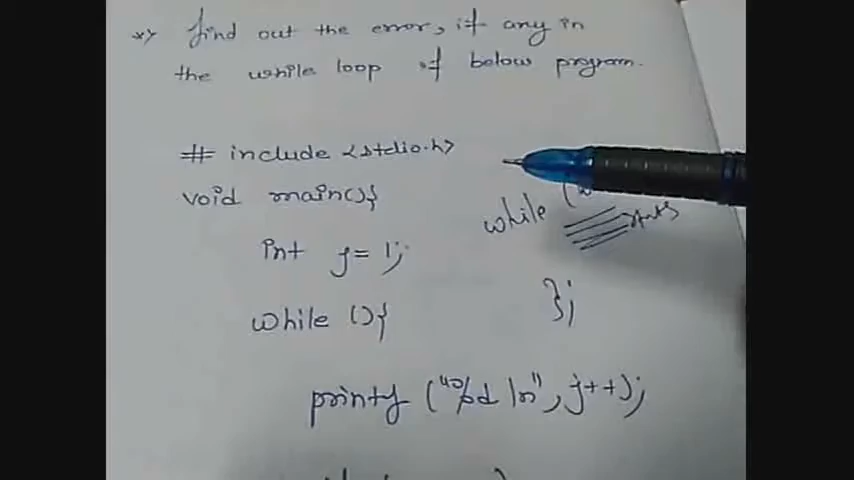 *) find out the error, if any in
the while loop of below program.
# include <stdio.h>
void main(){
int j= 1;
while (){
printf ("%d \n", j++);
while (
stmts
};